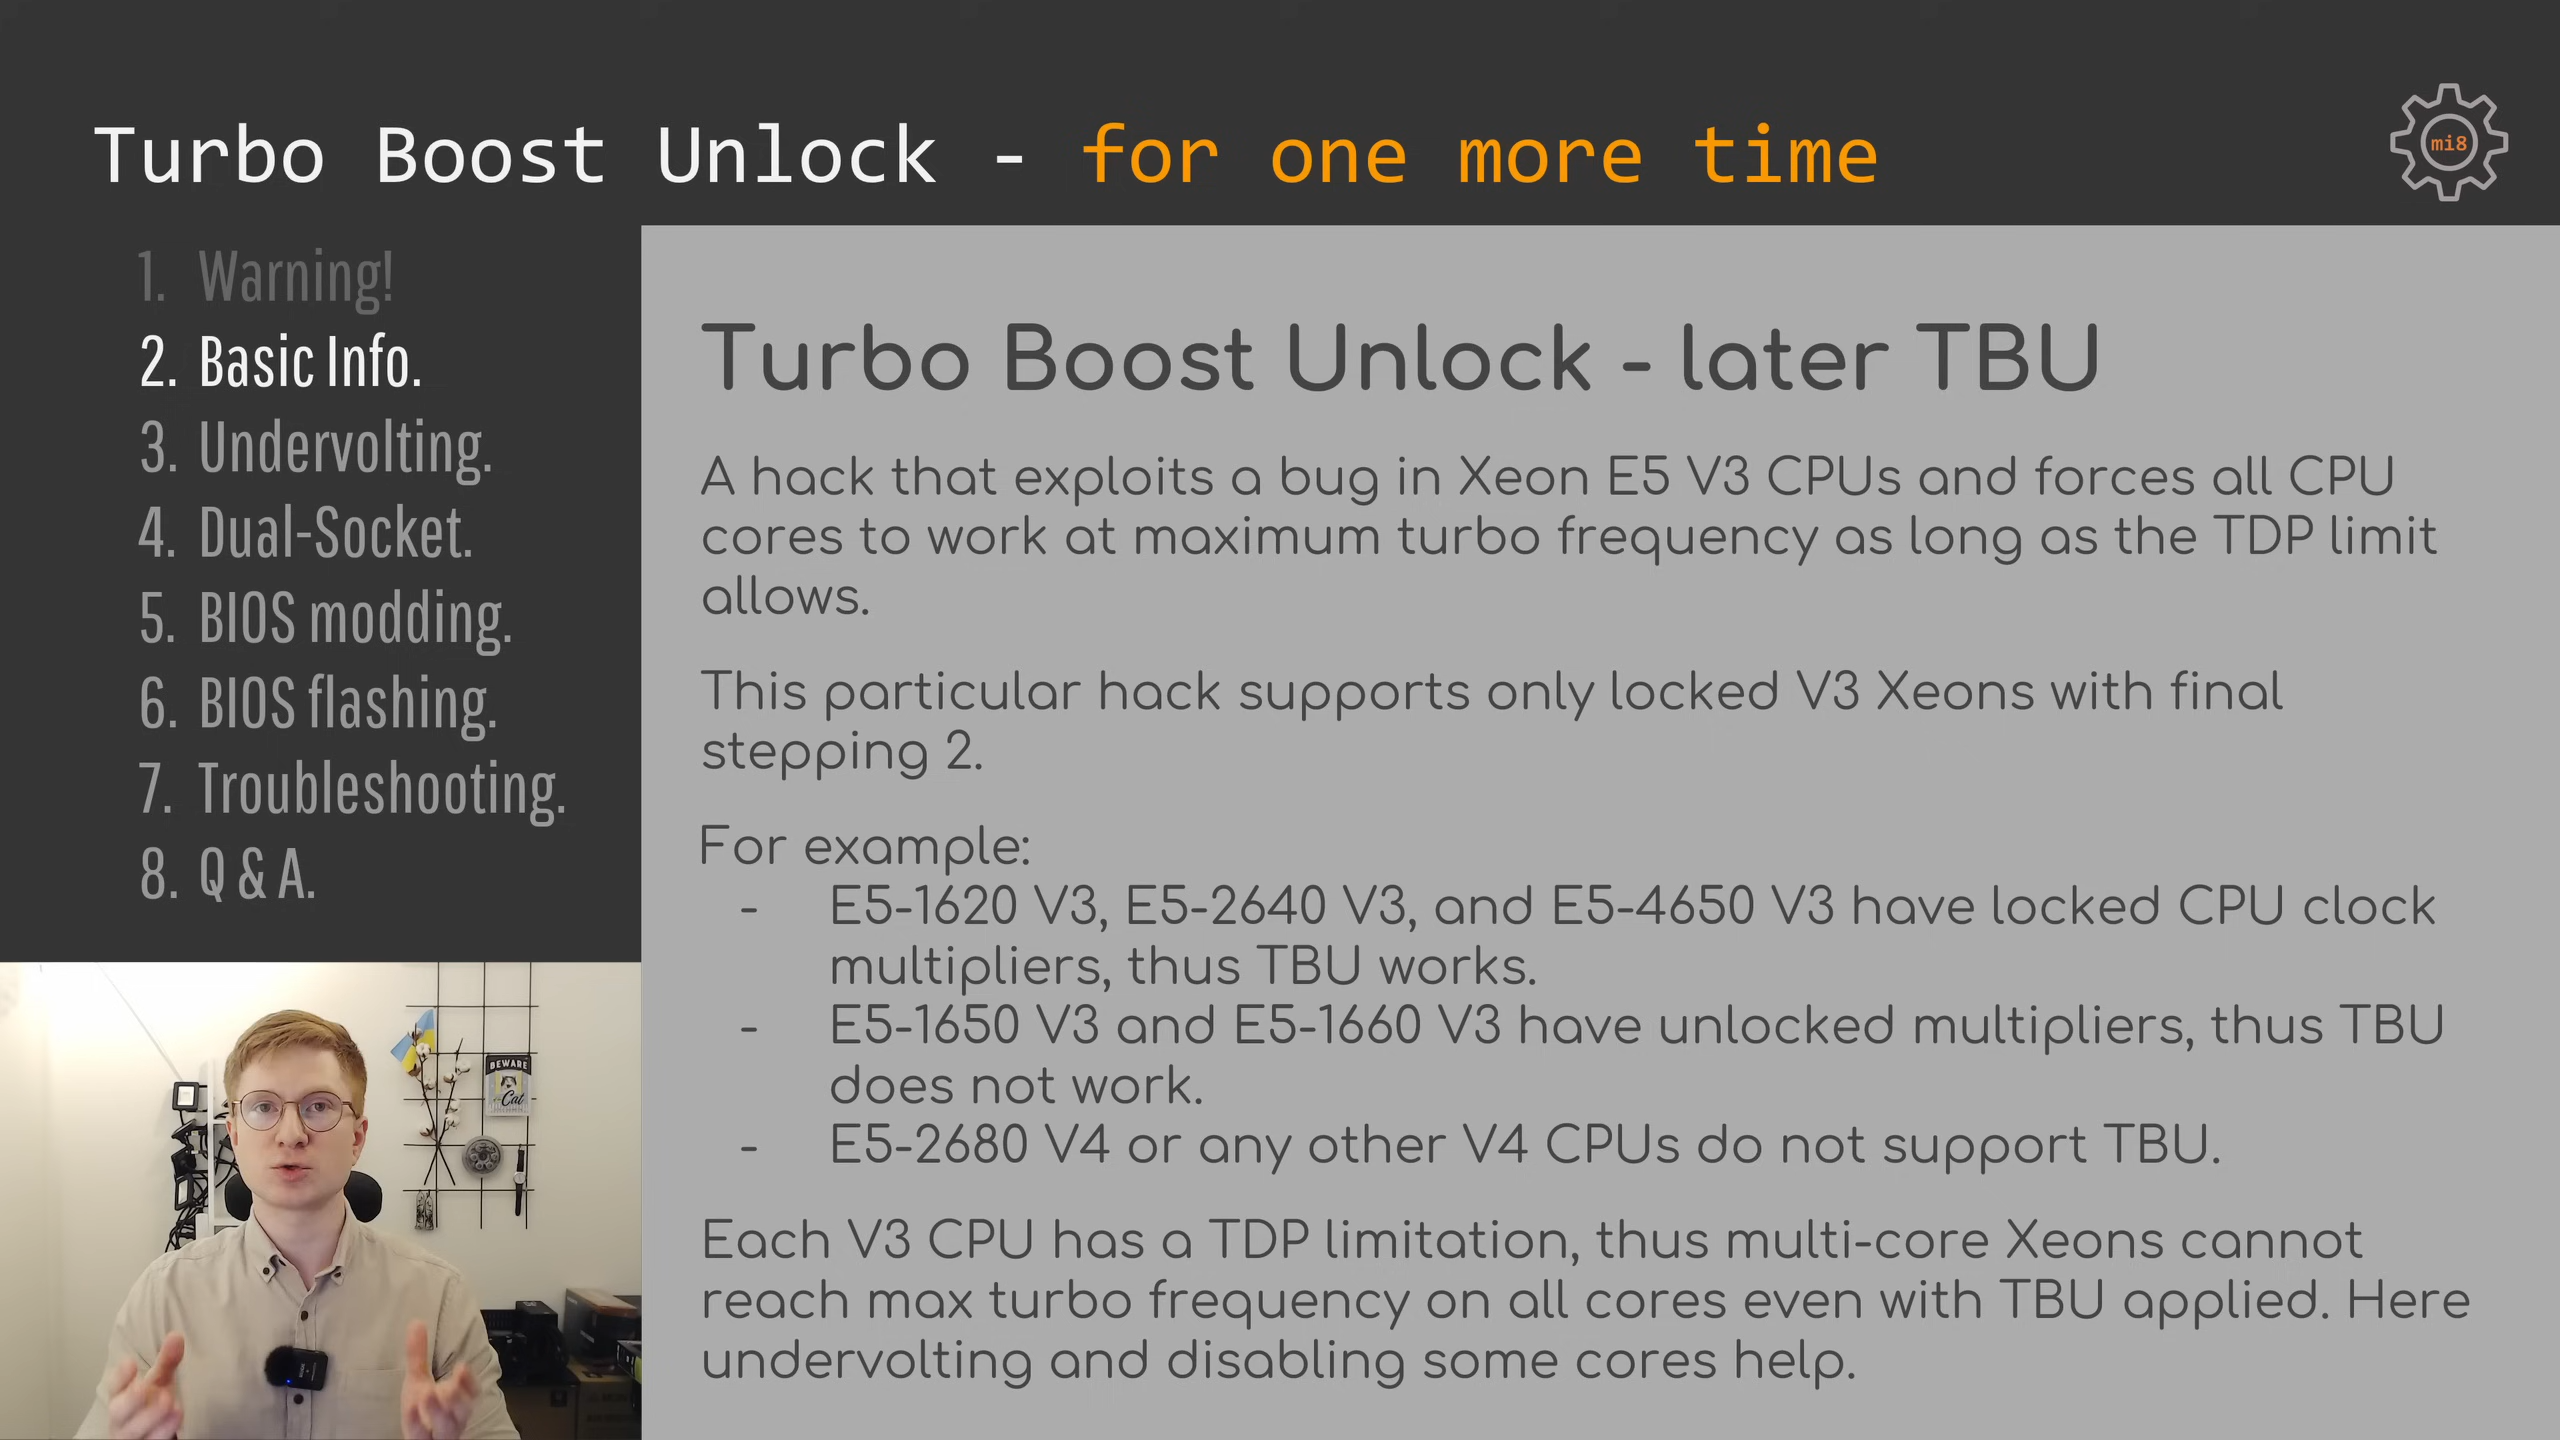 Turbo Boost Unlock - for one more time
mi8
1. Warning!
2. Basic Info.
3. Undervolting.
4. Dual-Socket.
5. BIOS modding.
6. BIOS flashing.
7. Troubleshooting.
8. Q & A.
Turbo Boost Unlock - later TBU
A hack that exploits a bug in Xeon E5 V3 CPUs and forces all CPU
cores to work at maximum turbo frequency as long as the TDP limit
allows.
This particular hack supports only locked V3 Xeons with final
stepping 2.
For example:
- E5-1620 V3, E5-2640 V3, and E5-4650 V3 have locked CPU clock
multipliers, thus TBU works.
- E5-1650 V3 and E5-1660 V3 have unlocked multipliers, thus TBU
does not work.
- E5-2680 V4 or any other V4 CPUs do not support TBU.
Each V3 CPU has a TDP limitation, thus multi-core Xeons cannot
reach max turbo frequency on all cores even with TBU applied. Here
undervolting and disabling some cores help.
BEWARE
Cat